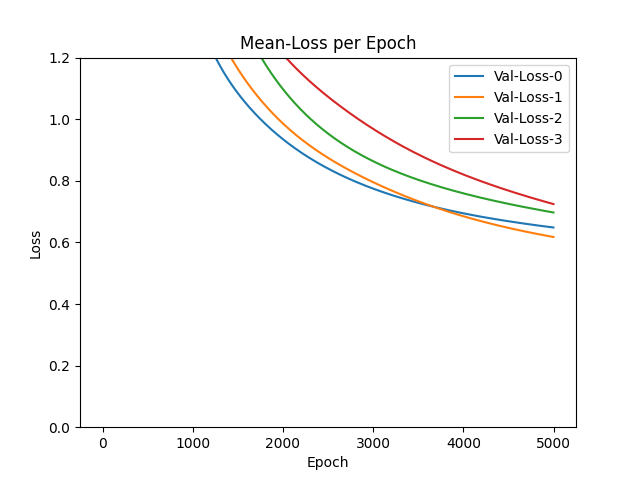 Mean-Loss per Epoch
Loss
1.2
1.0
0.8
0.6
0.4
0.2
0.0
Val-Loss-0
Val-Loss-1
Val-Loss-2
Val-Loss-3
0 1000 2000 3000 4000 5000
Epoch